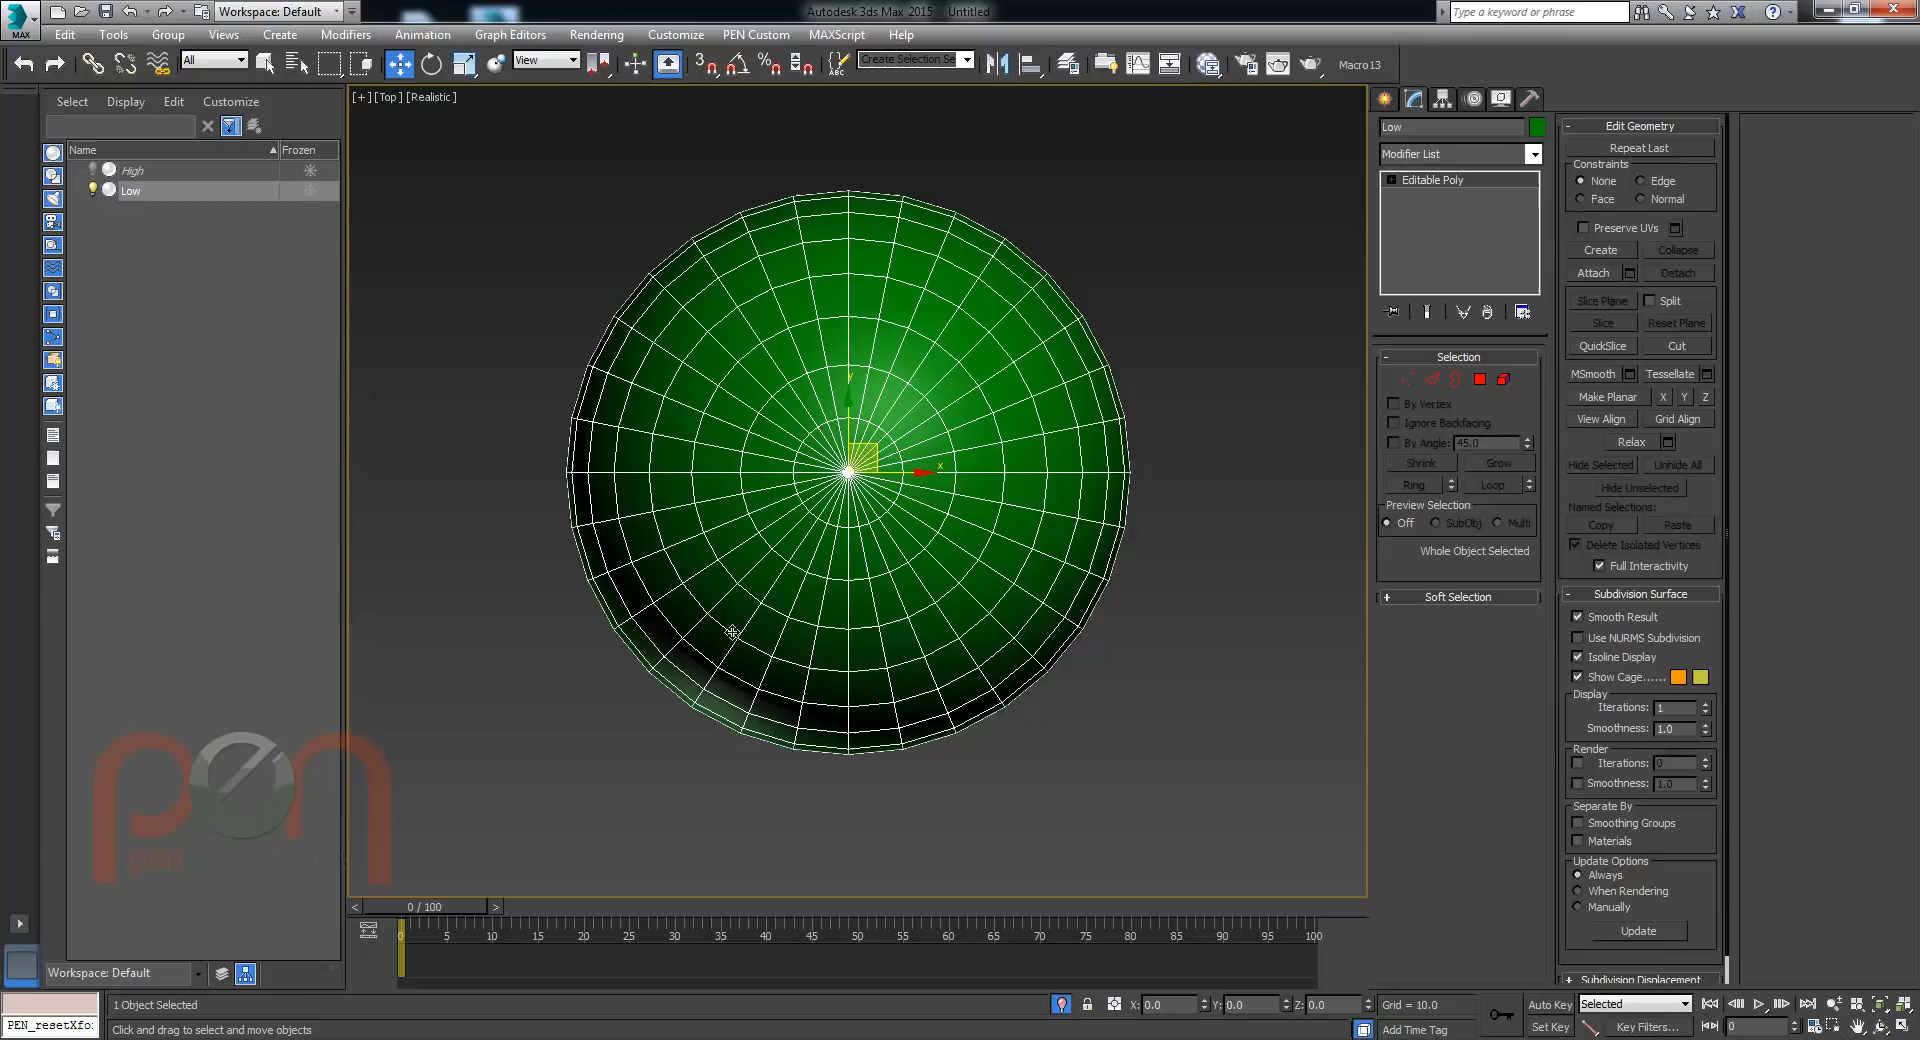 MAX
Workspace: Default
Autodesk 3ds Max 2015 Untitled
Type a keyword or phrase
Edit Tools Group Views Create Modifiers Animation Graph Editors Rendering Customize PEN Custom MAXScript Help
All
View
3
%
ABC
Create Selection Se
Macro13
Select Display Edit Customize
Name Frozen
High
Low
[+] [Top] [Realistic]
y
x
Low
Modifier List
Editable Poly
Selection
By Vertex
Ignore Backfacing
By Angle: 45.0
Shrink Grow
Ring Loop
Preview Selection
Off SubObj Multi
Whole Object Selected
Soft Selection
Edit Geometry
Repeat Last
Constraints
None Edge
Face Normal
Preserve UVs
Create Collapse
Attach Detach
Slice Plane Split
Slice Reset Plane
QuickSlice Cut
MSmooth Tessellate
Make Planar X Y Z
View Align Grid Align
Relax
Hide Selected Unhide All
Hide Unselected
Named Selections:
Copy Paste
Delete Isolated Vertices
Full Interactivity
Subdivision Surface
Smooth Result
Use NURMS Subdivision
Isoline Display
Show Cage......
Display
Iterations: 1
Smoothness: 1.0
Render
Iterations: 0
Smoothness: 1.0
Separate By
Smoothing Groups
Materials
Update Options
Always
When Rendering
Manually
Update
Subdivision Displacement
pen
0 / 100
0 5 10 15 20 25 30 35 40 45 50 55 60 65 70 75 80 85 90 95 100
Workspace: Default
1 Object Selected
X: 0.0 Y: 0.0 Z: 0.0
Grid = 10.0
Auto Key Selected
PEN_resetXfo:
Click and drag to select and move objects
Add Time Tag
Set Key Key Filters...
0